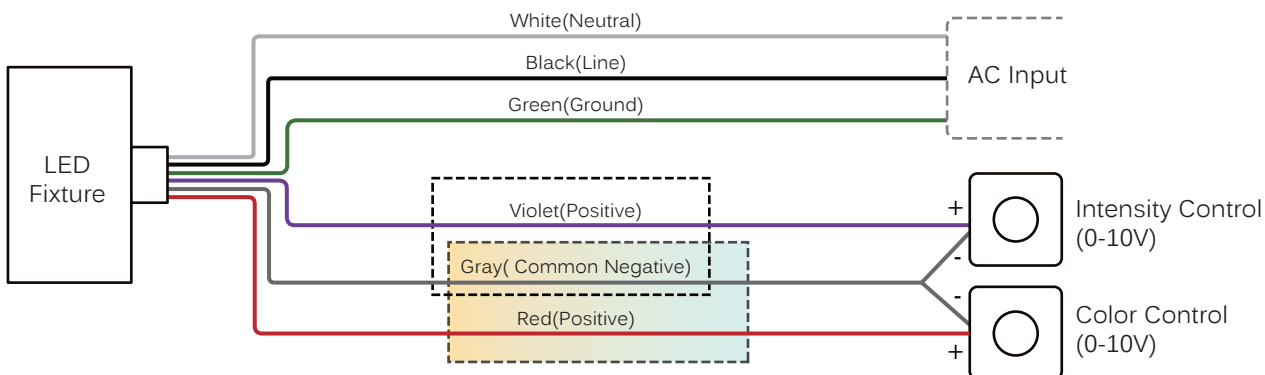 White(Neutral)
Black(Line)
AC Input
Green(Ground)
LED
Fixture
Violet(Positive)
+
Intensity Control
(0-10V)
-
Gray( Common Negative)
-
Red(Positive)
Color Control
(0-10V)
+